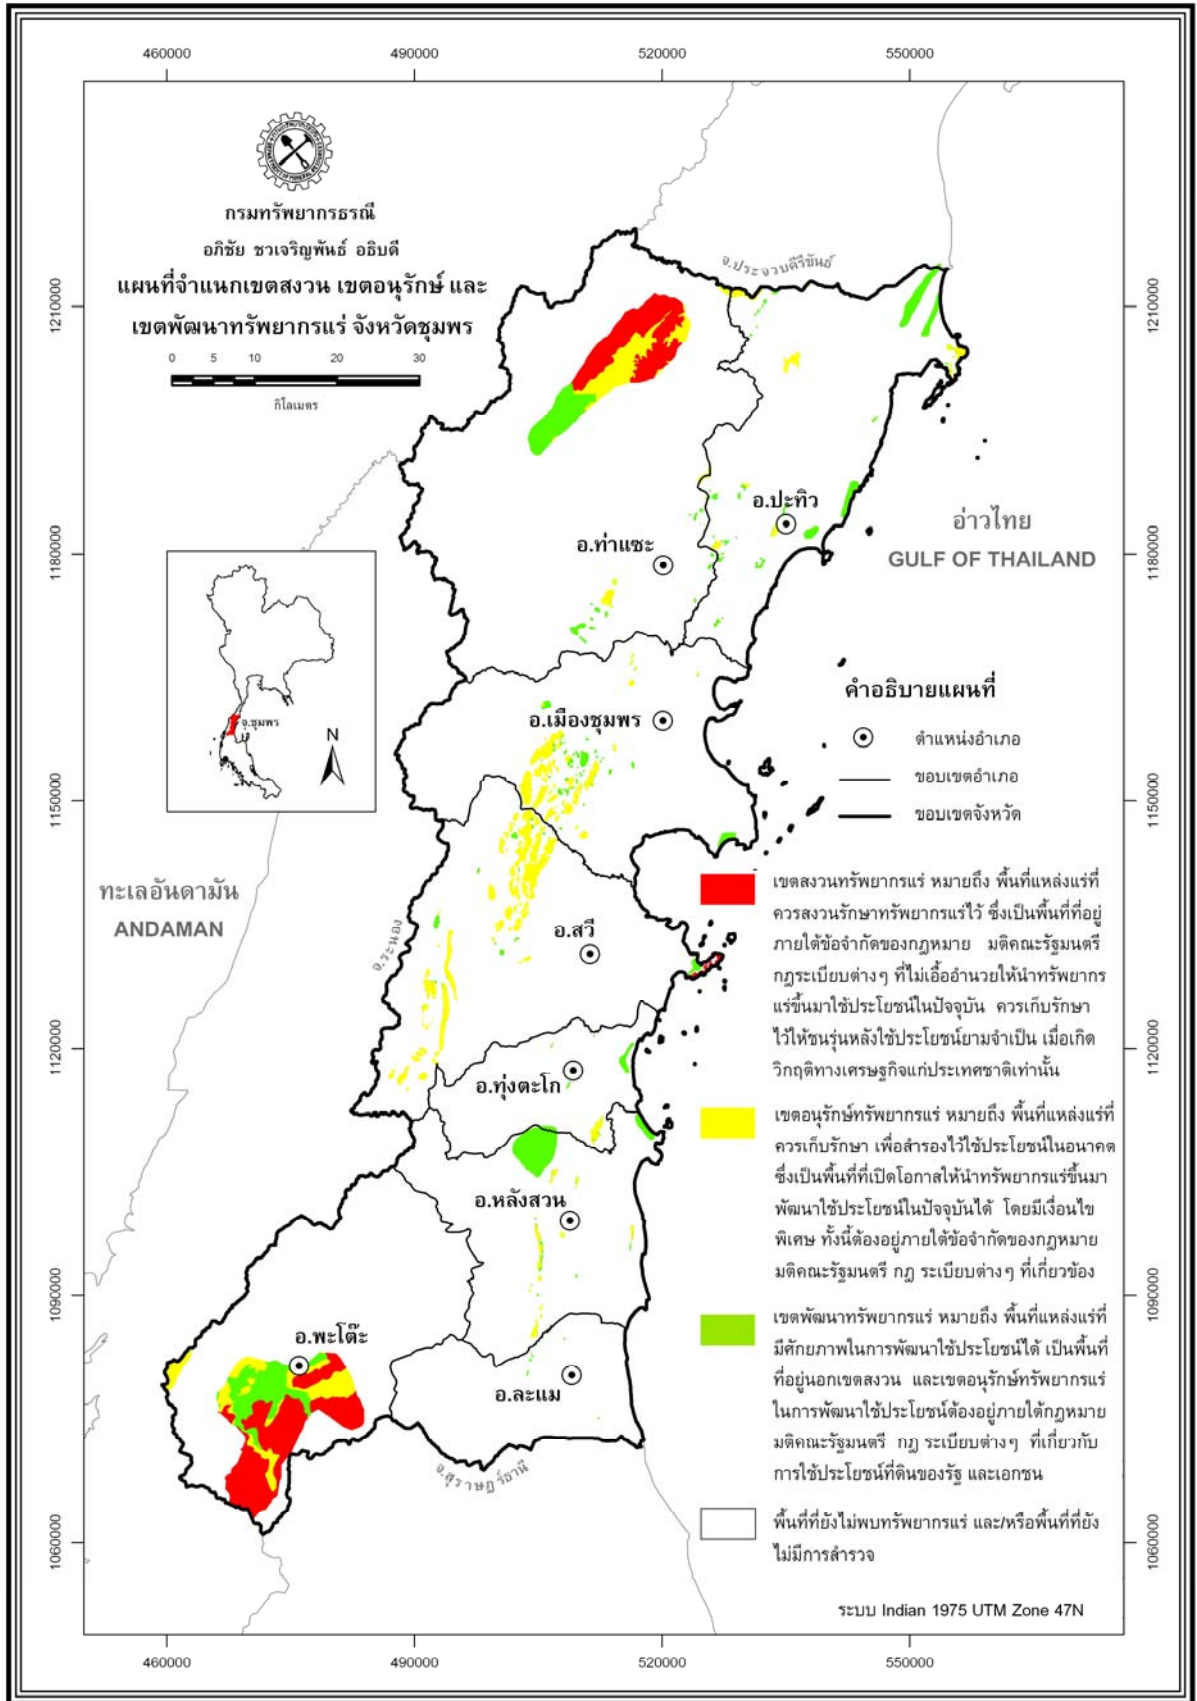 460000
490000
520000
550000
กรมทรัพยากรธรณี
อภิชัย ชวเจริญพันธ์ อธิบดี
แผนที่จำแนกเขตสงวน เขตอนุรักษ์ และ
เขตพัฒนาทรัพยากรแร่ จังหวัดชุมพร
0 5 10 20 30
กิโลเมตร
จ.ประจวบคีรีขันธ์
1210000
1210000
อ.ปะทิว
อ่าวไทย
GULF OF THAILAND
อ.ท่าแซะ
1180000
1180000
จ.ชุมพร
N
อ.เมืองชุมพร
คำอธิบายแผนที่
ตำแหน่งอำเภอ
ขอบเขตอำเภอ
ขอบเขตจังหวัด
1150000
1150000
ทะเลอันดามัน
ANDAMAN
จ.ระนอง
อ.สวี
เขตสงวนทรัพยากรแร่ หมายถึง พื้นที่แหล่งแร่ที่
ควรสงวนรักษาทรัพยากรแร่ไว้ ซึ่งเป็นพื้นที่ที่อยู่
ภายใต้ข้อจำกัดของกฎหมาย มติคณะรัฐมนตรี
กฎระเบียบต่างๆ ที่ไม่เอื้ออำนวยให้นำทรัพยากร
แร่ขึ้นมาใช้ประโยชน์ในปัจจุบัน ควรเก็บรักษา
ไว้ให้ชนรุ่นหลังใช้ประโยชน์ยามจำเป็น เมื่อเกิด
วิกฤติทางเศรษฐกิจแก่ประเทศชาติเท่านั้น
1120000
1120000
อ.ทุ่งตะโก
เขตอนุรักษ์ทรัพยากรแร่ หมายถึง พื้นที่แหล่งแร่ที่
ควรเก็บรักษา เพื่อสำรองไว้ใช้ประโยชน์ในอนาคต
ซึ่งเป็นพื้นที่ที่เปิดโอกาสให้นำทรัพยากรแร่ขึ้นมา
พัฒนาใช้ประโยชน์ในปัจจุบันได้ โดยมีเงื่อนไข
พิเศษ ทั้งนี้ต้องอยู่ภายใต้ข้อจำกัดของกฎหมาย
มติคณะรัฐมนตรี กฎ ระเบียบต่างๆ ที่เกี่ยวข้อง
อ.หลังสวน
1090000
1090000
เขตพัฒนาทรัพยากรแร่ หมายถึง พื้นที่แหล่งแร่ที่
มีศักยภาพในการพัฒนาใช้ประโยชน์ได้ เป็นพื้นที่
ที่อยู่นอกเขตสงวน และเขตอนุรักษ์ทรัพยากรแร่
ในการพัฒนาใช้ประโยชน์ต้องอยู่ภายใต้กฎหมาย
มติคณะรัฐมนตรี กฎ ระเบียบต่างๆ ที่เกี่ยวกับ
การใช้ประโยชน์ที่ดินของรัฐ และเอกชน
อ.พะโต๊ะ
อ.ละแม
จ.สุราษฎร์ธานี
พื้นที่ที่ยังไม่พบทรัพยากรแร่ และ/หรือพื้นที่ที่ยัง
ไม่มีการสำรวจ
1060000
1060000
ระบบ Indian 1975 UTM Zone 47N
460000
490000
520000
550000